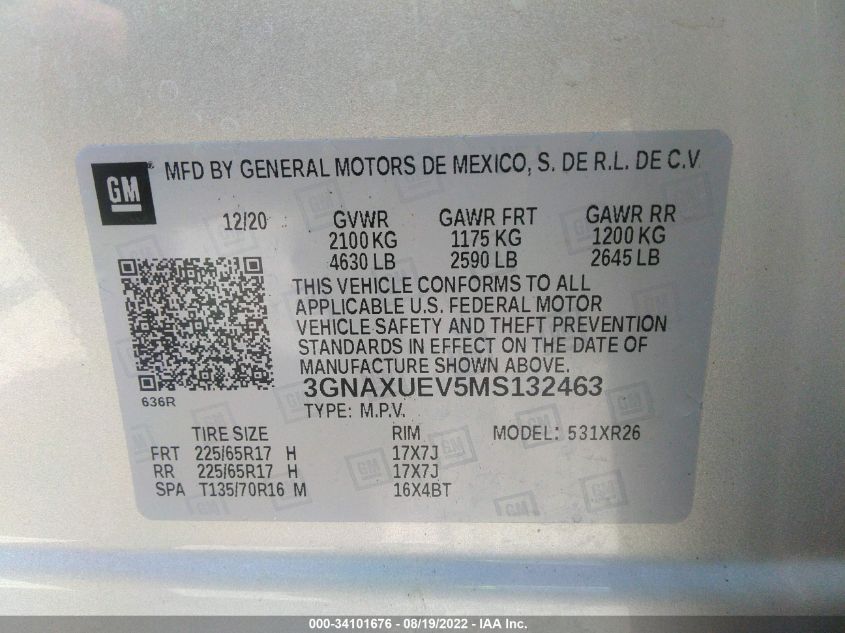 GM ® MFD BY GENERAL MOTORS DE MEXICO, S. DE R.L. DE C.V.
12/20 GVWR GAWR FRT GAWR RR
2100 KG 1175 KG 1200 KG
4630 LB 2590 LB 2645 LB
THIS VEHICLE CONFORMS TO ALL
APPLICABLE U.S. FEDERAL MOTOR
VEHICLE SAFETY AND THEFT PREVENTION
STANDARDS IN EFFECT ON THE DATE OF
MANUFACTURE SHOWN ABOVE.
636R 3GNAXUEV5MS132463
TYPE: M.P.V.
TIRE SIZE RIM MODEL: 531XR26
FRT 225/65R17 H 17X7J
RR 225/65R17 H 17X7J
SPA T135/70R16 M 16X4BT
000-34101676 - 08/19/2022 - IAA Inc.